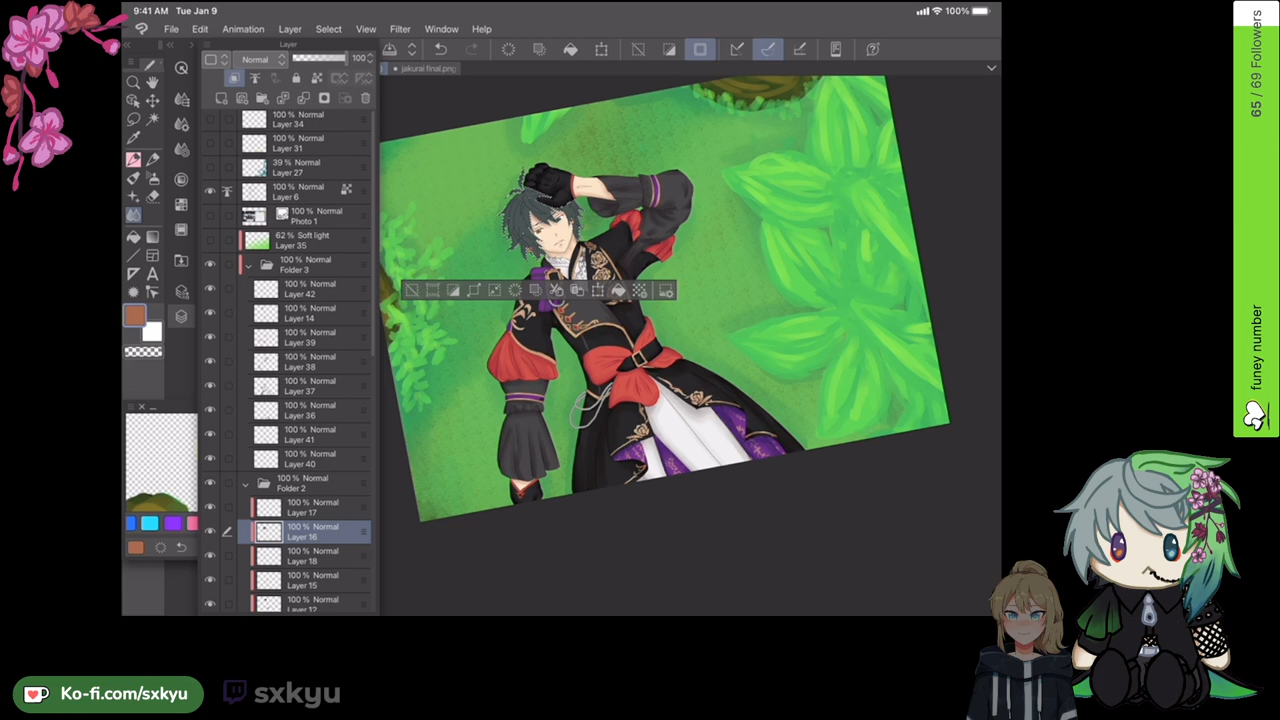 9:41 AM Tue Jan 9
100%
File Edit Animation Layer Select View Filter Window Help
Layer
Normal 100
jakurai final.png
100 % Normal
Layer 34
100 % Normal
Layer 31
39 % Normal
Layer 27
100 % Normal
Layer 6
100 % Normal
Photo 1
62 % Soft light
Layer 35
100 % Normal
Folder 3
100 % Normal
Layer 42
100 % Normal
Layer 14
100 % Normal
Layer 39
100 % Normal
Layer 38
100 % Normal
Layer 37
100 % Normal
Layer 36
100 % Normal
Layer 41
100 % Normal
Layer 40
100 % Normal
Folder 2
100 % Normal
Layer 17
100 % Normal
Layer 16
100 % Normal
Layer 18
100 % Normal
Layer 15
100 % Normal
Layer 12
65 / 69 Followers
funey number
Ko-fi.com/sxkyu
sxkyu